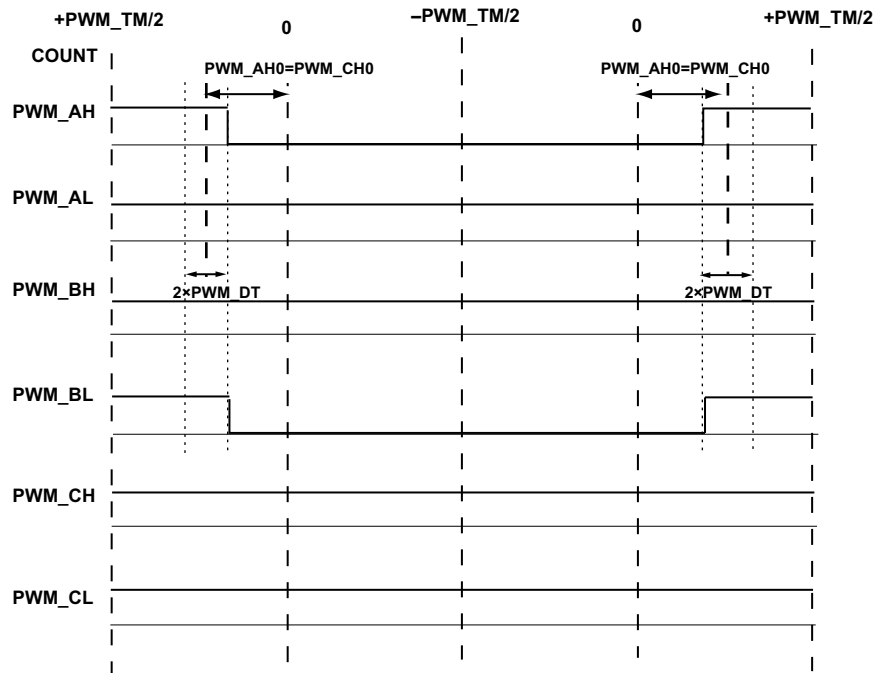 +PWM_TM/2 0 −PWM_TM/2 0 +PWM_TM/2
COUNT
PWM_AH0=PWM_CH0 PWM_AH0=PWM_CH0
PWM_AH
PWM_AL
PWM_BH
2×PWM_DT 2×PWM_DT
PWM_BL
PWM_CH
PWM_CL